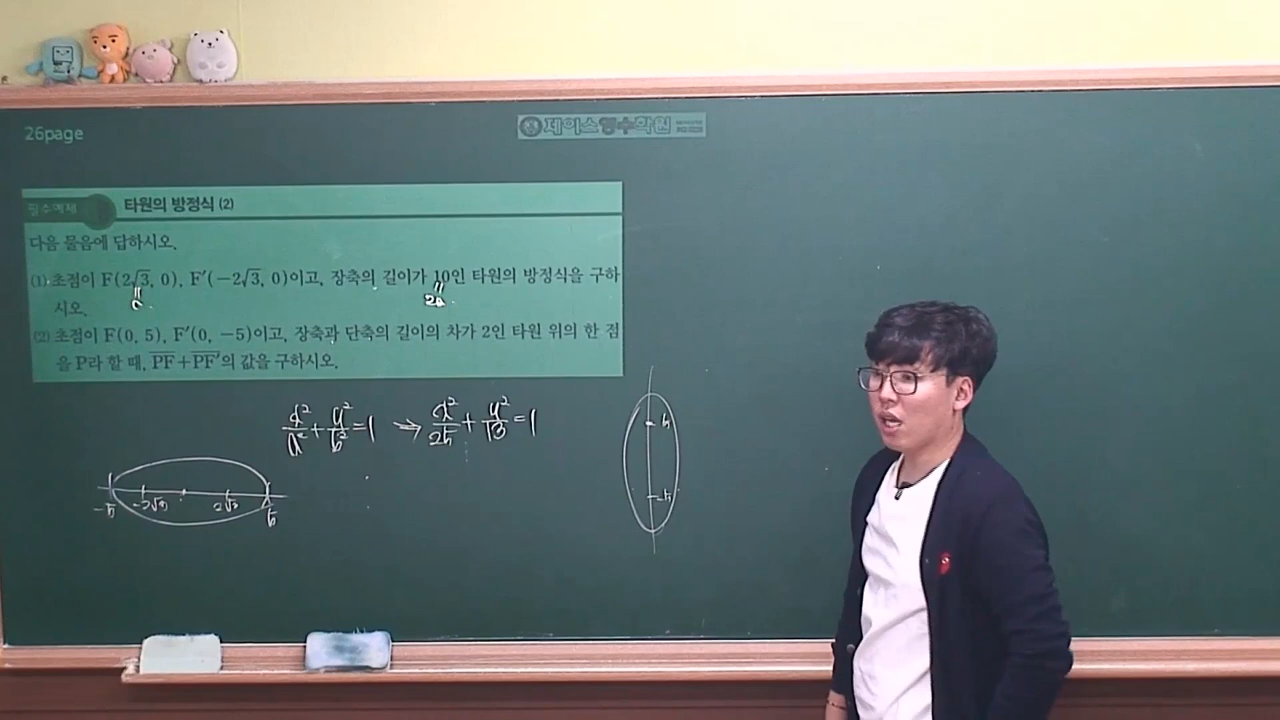 26page
제이스영수학원
필수예제
타원의 방정식 (2)
다음 물음에 답하시오.
(1) 초점이 F(2√3, 0), F′(−2√3, 0)이고, 장축의 길이가 10인 타원의 방정식을 구하
시오.
c
2a
(2) 초점이 F(0, 5), F′(0, −5)이고, 장축과 단축의 길이의 차가 2인 타원 위의 한 점
을 P라 할 때, PF+PF′의 값을 구하시오.
x²/a² + y²/b² = 1 → x²/25 + y²/13 = 1
5
-5
-5 -2√3 2√3 5